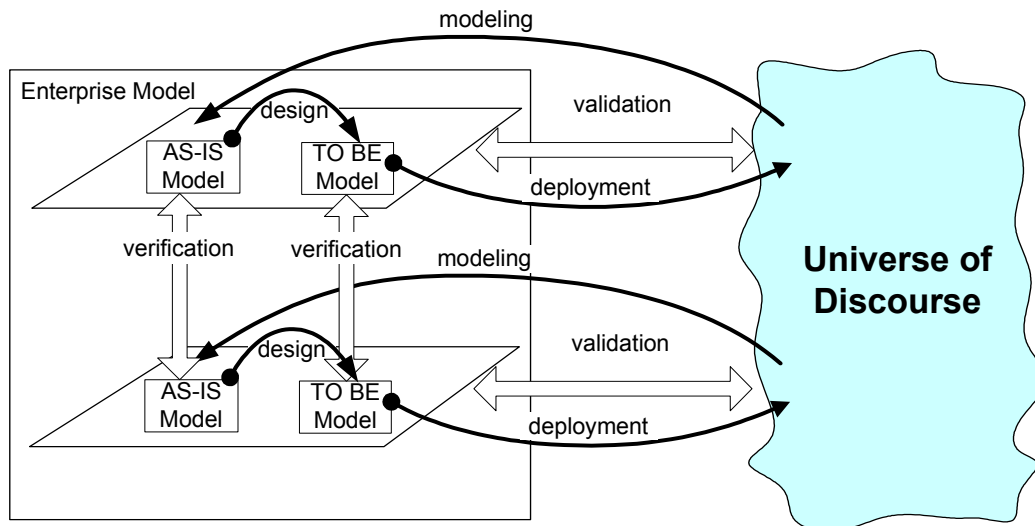 modeling
Enterprise Model
design
validation
AS-IS
Model
TO BE
Model
deployment
verification
verification
modeling
Universe of
Discourse
design
validation
AS-IS
Model
TO BE
Model
deployment